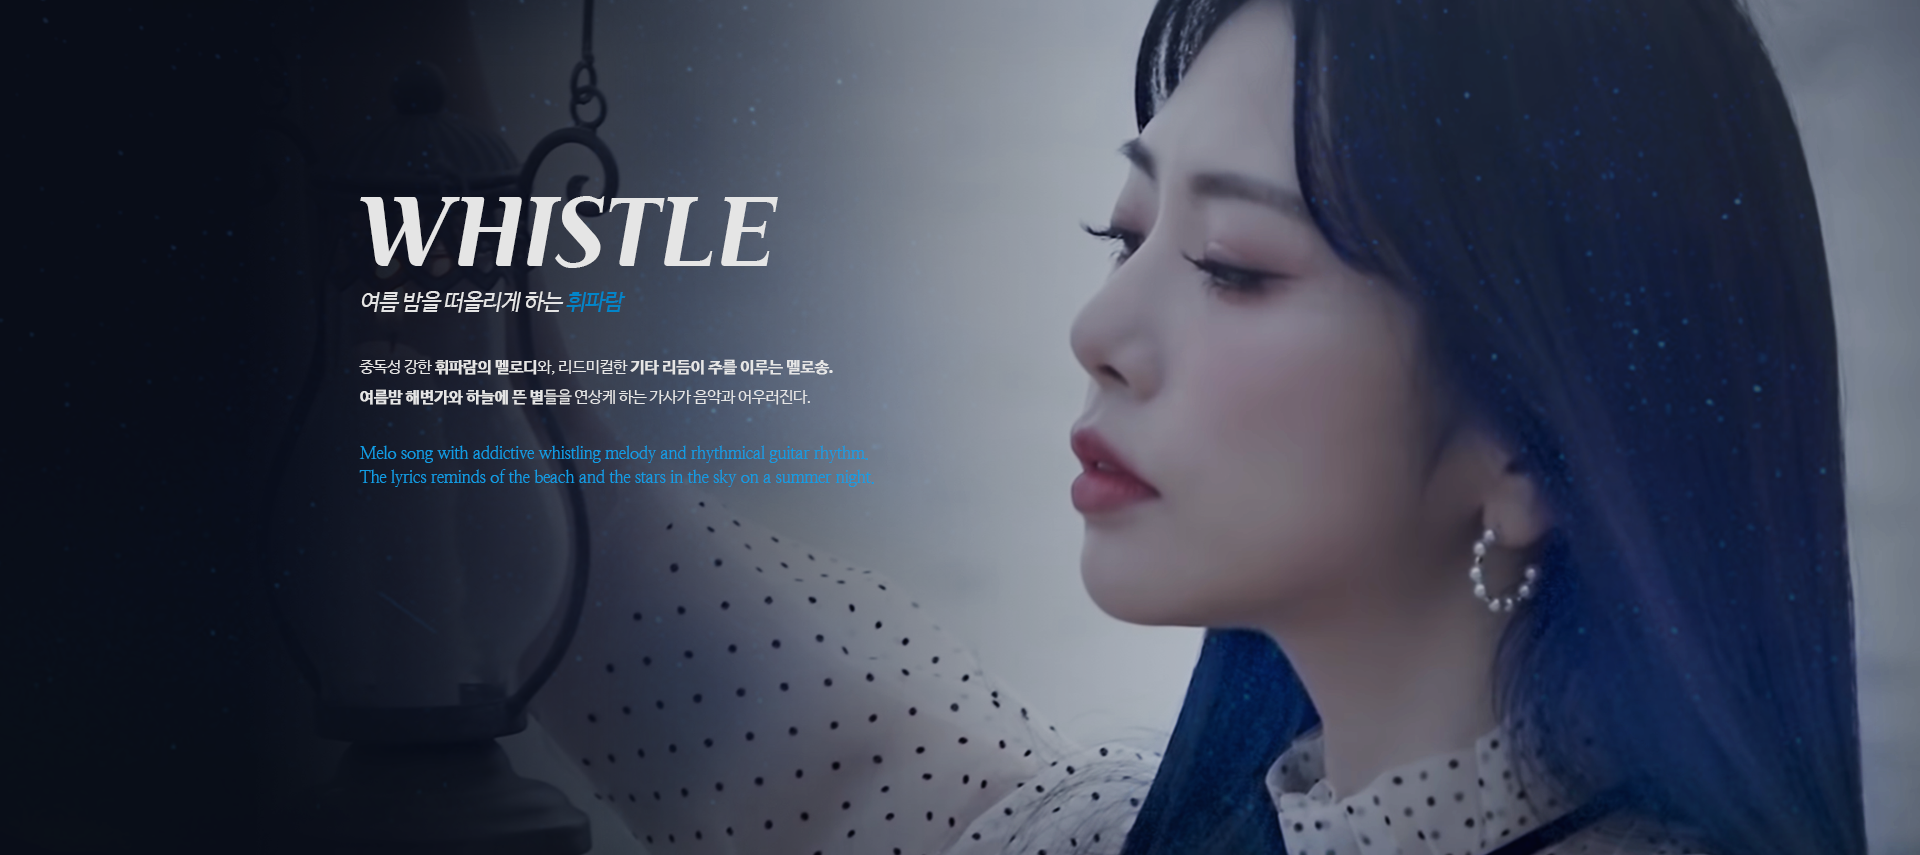 WHISTLE
여름 밤을 떠올리게 하는 휘파람
중독성 강한 휘파람의 멜로디와, 리드미컬한 기타 리듬이 주를 이루는 멜로송.
여름밤 해변가와 하늘에 뜬 별들을 연상케 하는 가사가 음악과 어우러진다.
Melo song with addictive whistling melody and rhythmical guitar rhythm.
The lyrics reminds of the beach and the stars in the sky on a summer night.